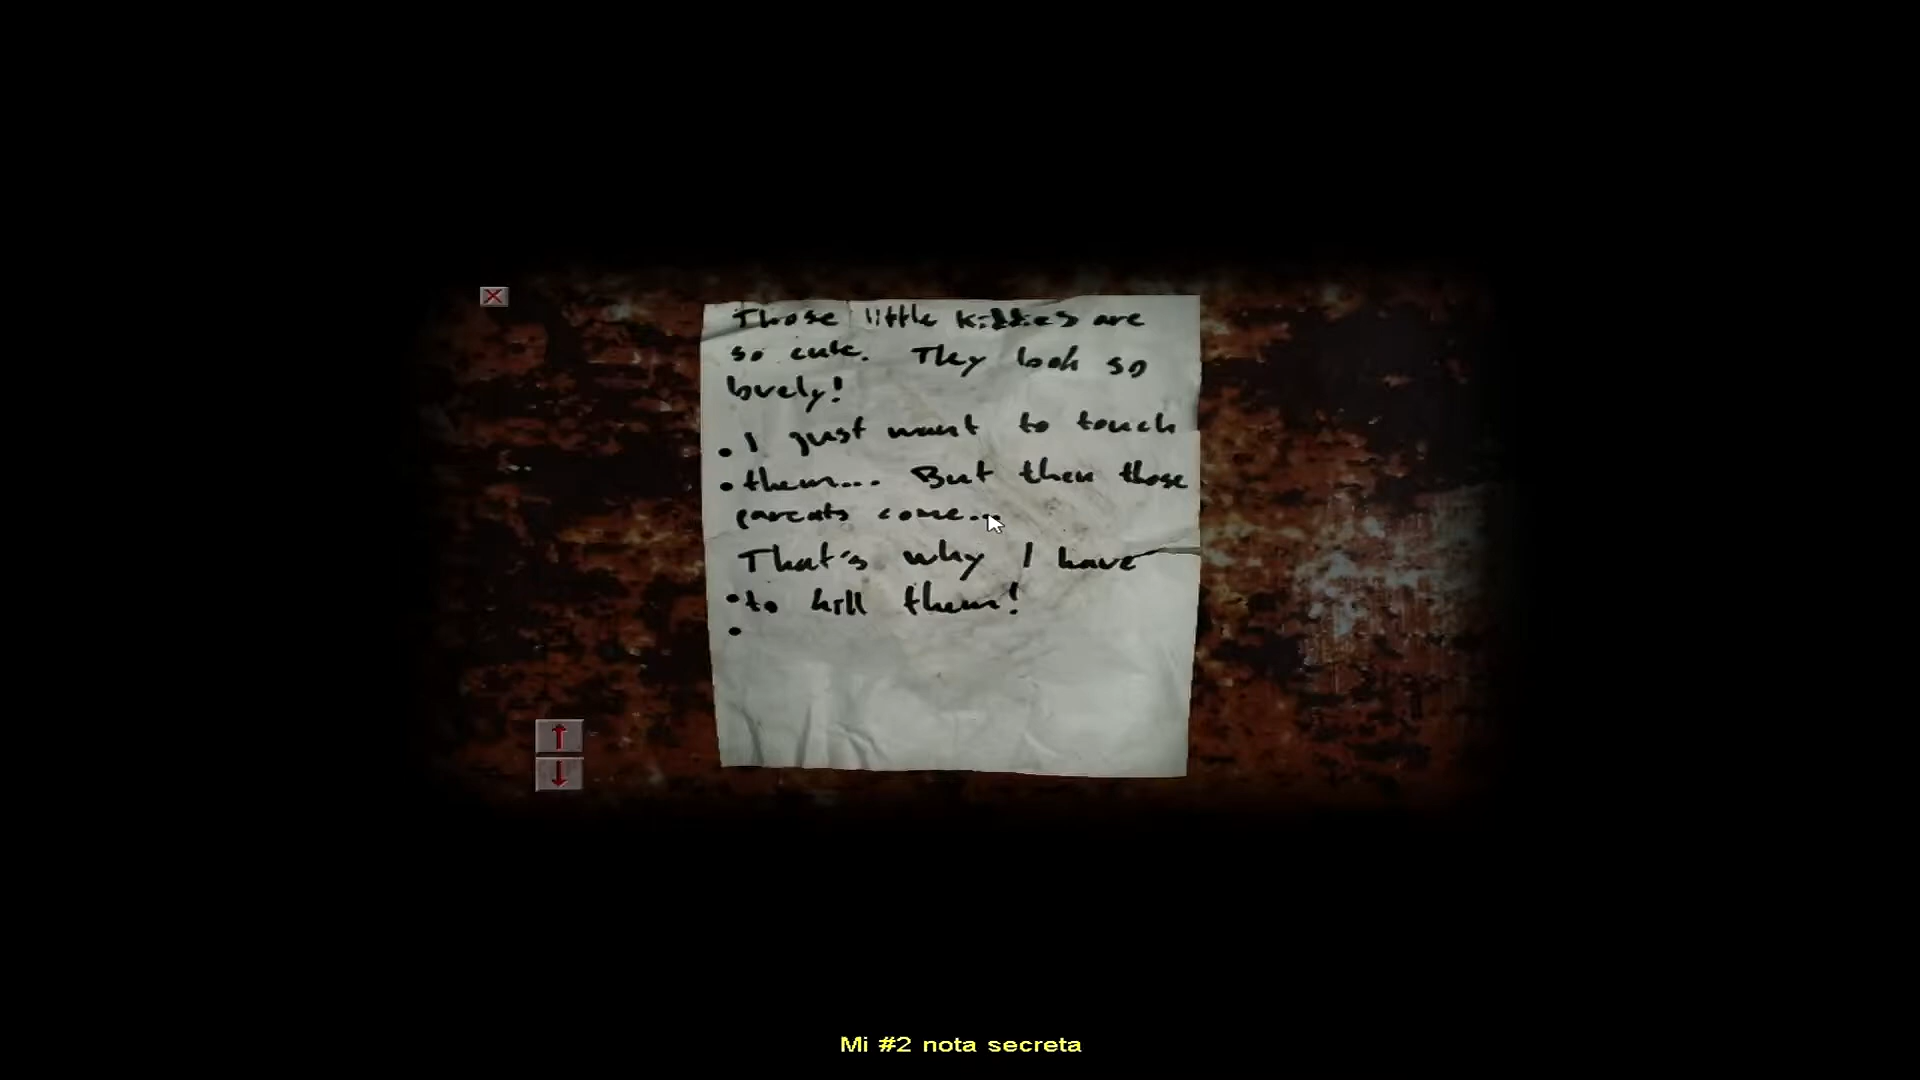 Those little kiddies are
so cute. They look so
lovely!
I just want to touch
them... But then those
parents come...
That's why I have
to kill them!
Mi #2 nota secreta